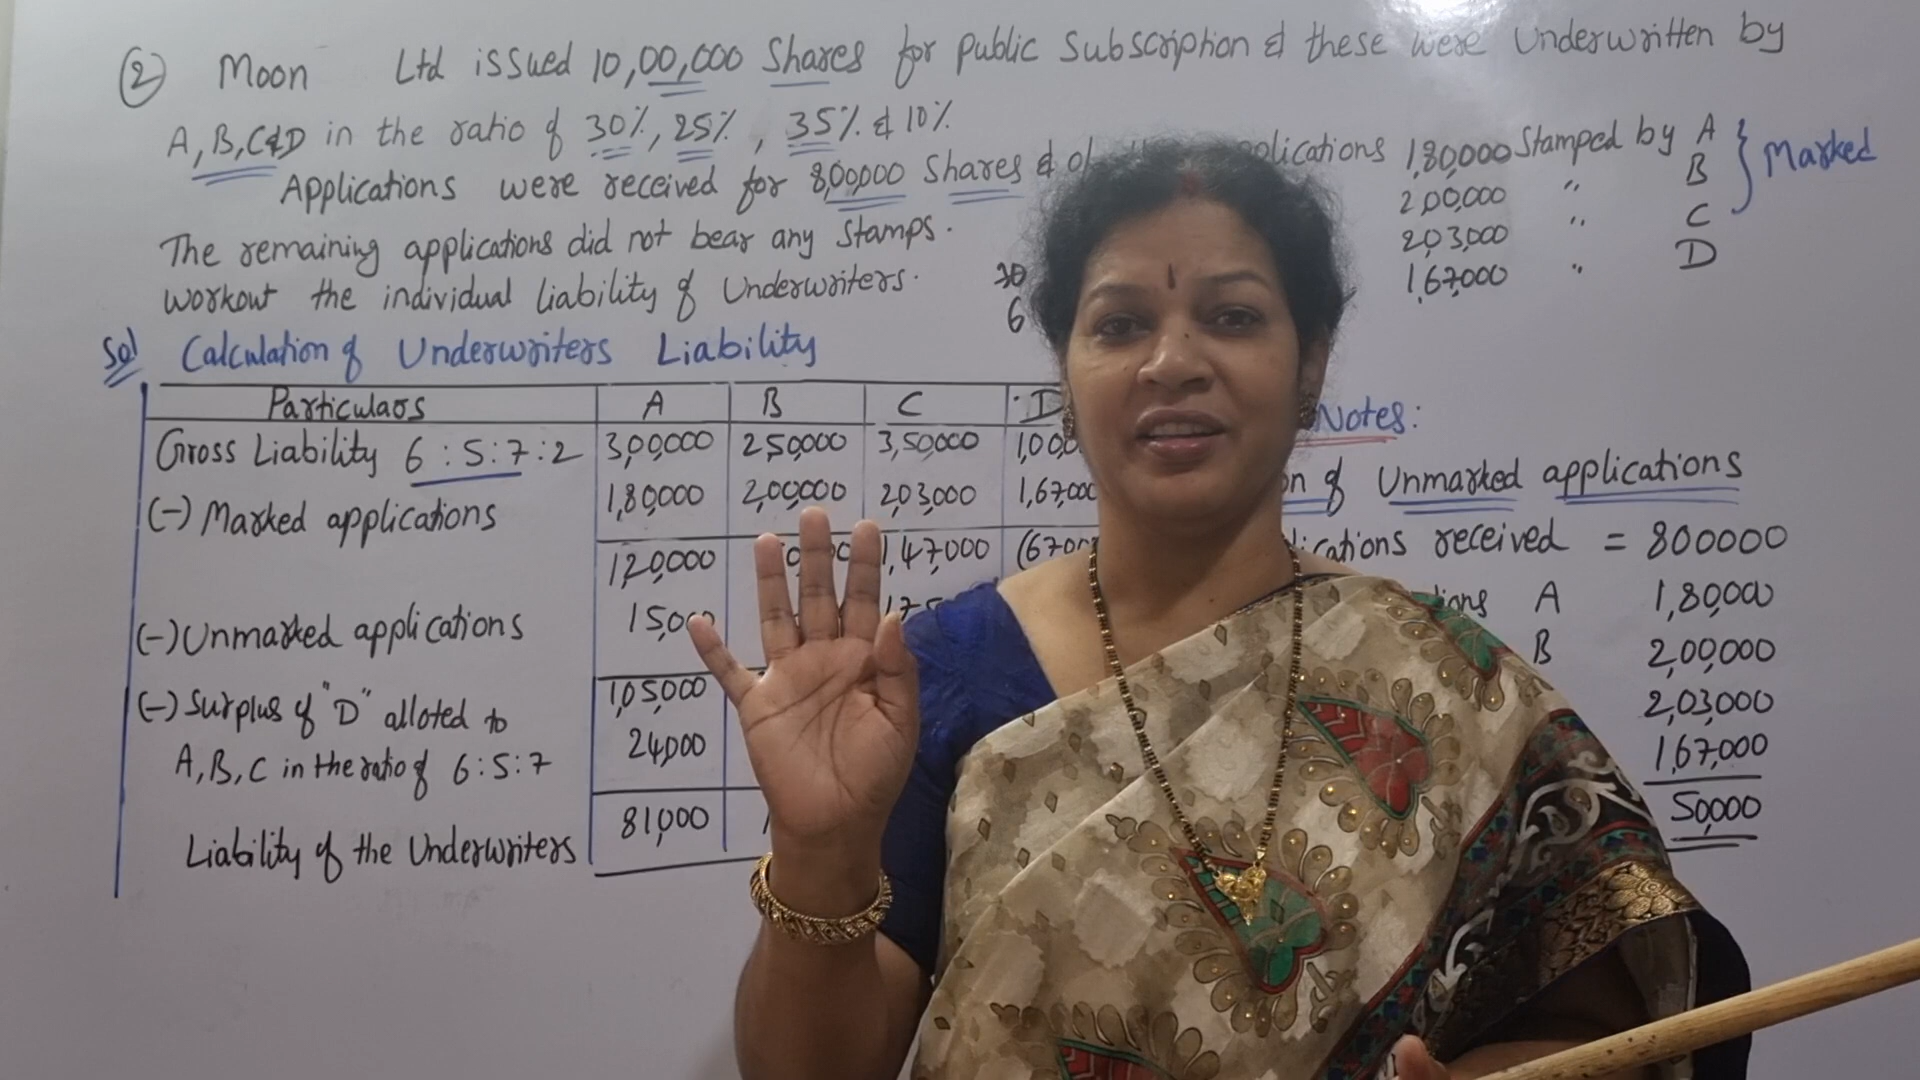 ② Moon Ltd issued 10,00,000 Shares for Public Subscription & these were Underwritten by
A, B, C & D in the ratio of 30%, 25%, 35% & 10%
Applications were received for 8,00,000 Shares & of applications 1,80,000 Stamped by A
2,00,000 " B
2,03,000 " C
1,67,000 " D
Marked
The remaining applications did not bear any Stamps.
Workout the individual liability of Underwriters.
Sol Calculation of Underwriters Liability
Particulars A B C D
Gross Liability 6 : 5 : 7 : 2 3,00,000 2,50,000 3,50,000
(-) Marked applications 1,80,000 2,00,000 2,03,000 1,67,000
1,20,000 1,47,000
(-) Unmarked applications 15,000
1,05,000
(-) Surplus of "D" alloted to
A, B, C in the ratio of 6 : 5 : 7 24,000
Liability of the Underwriters 81,000
Notes:
of Unmarked applications
received = 800000
A 1,80,000
B 2,00,000
2,03,000
1,67,000
50,000